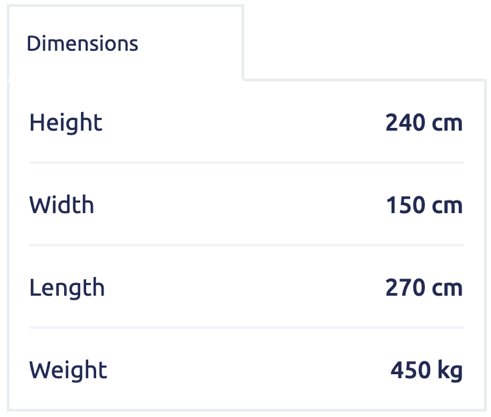 Dimensions
Height 240 cm
Width 150 cm
Length 270 cm
Weight 450 kg